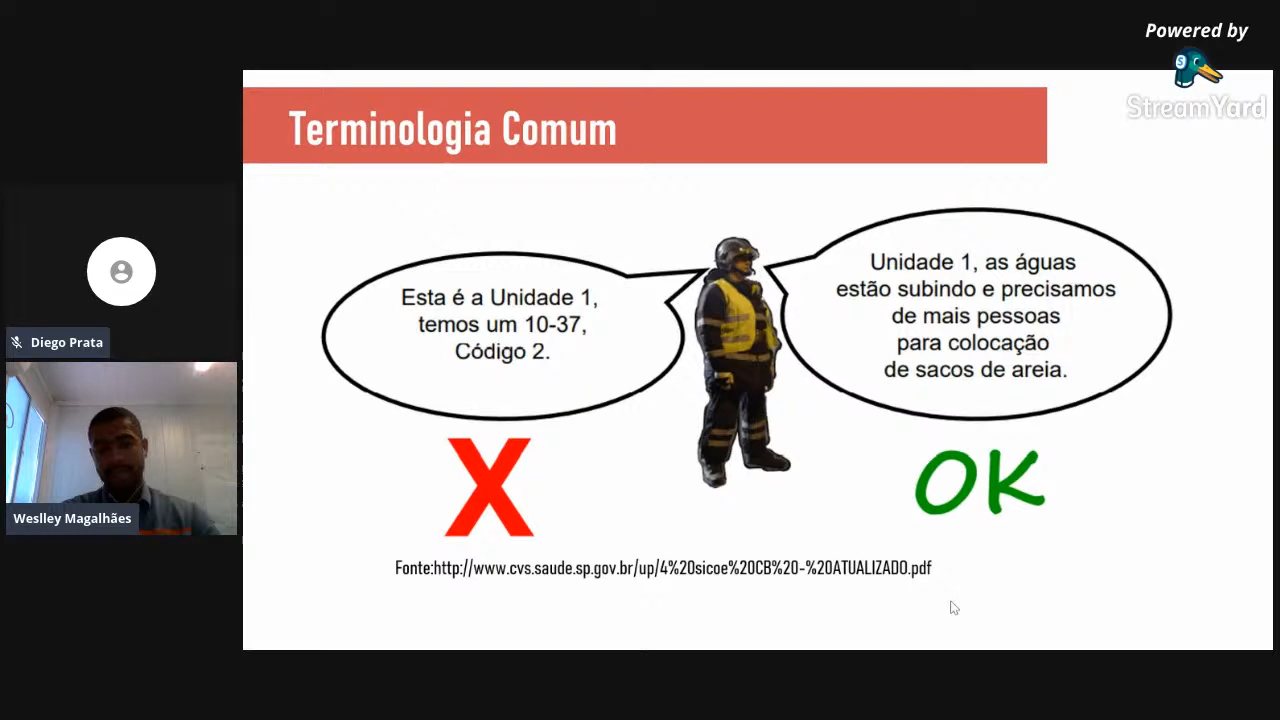 Powered by
StreamYard
Terminologia Comum
Esta é a Unidade 1,
temos um 10-37,
Código 2.
Unidade 1, as águas
estão subindo e precisamos
de mais pessoas
para colocação
de sacos de areia.
X
OK
Fonte:http://www.cvs.saude.sp.gov.br/up/4%20sicoe%20CB%20-%20ATUALIZADO.pdf
Diego Prata
Weslley Magalhães